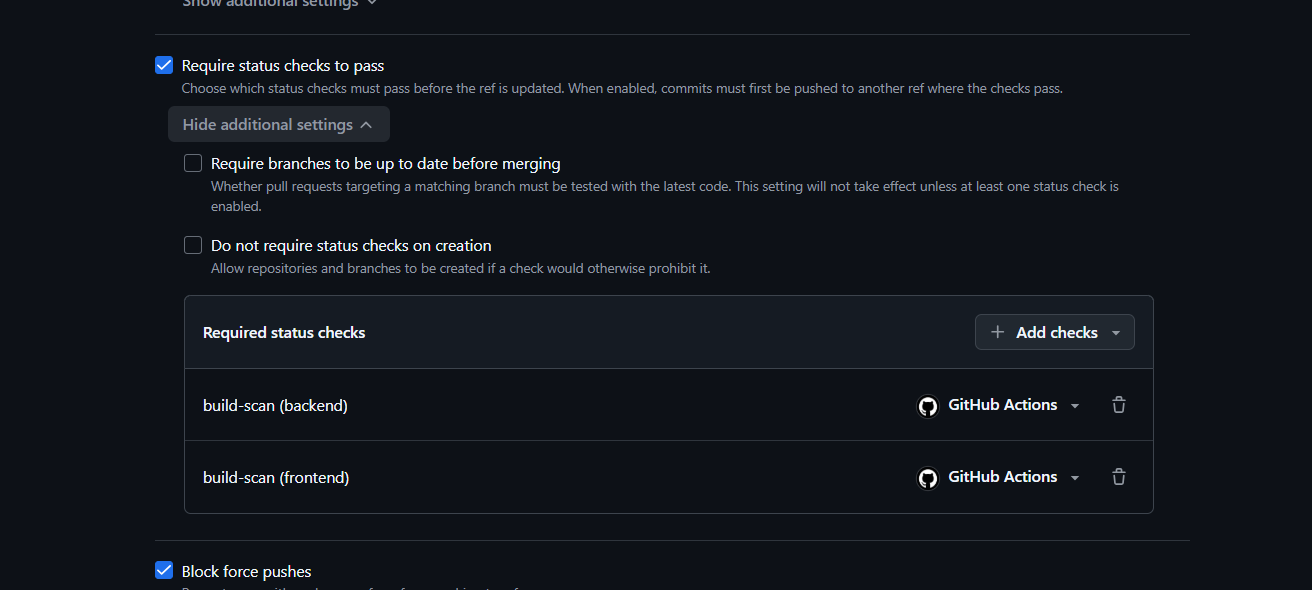 Show additional settings
Require status checks to pass
Choose which status checks must pass before the ref is updated. When enabled, commits must first be pushed to another ref where the checks pass.
Hide additional settings
Require branches to be up to date before merging
Whether pull requests targeting a matching branch must be tested with the latest code. This setting will not take effect unless at least one status check is
enabled.
Do not require status checks on creation
Allow repositories and branches to be created if a check would otherwise prohibit it.
Required status checks
Add checks
build-scan (backend)
GitHub Actions
build-scan (frontend)
GitHub Actions
Block force pushes